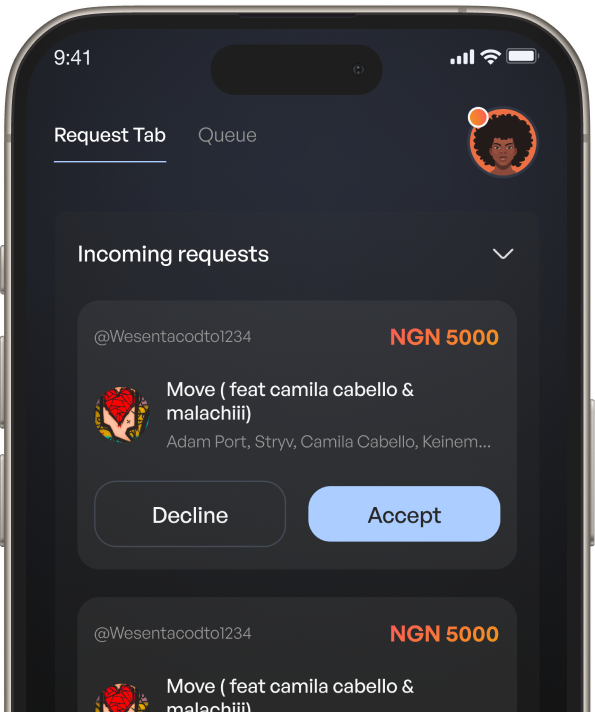 9:41
Request Tab Queue
Incoming requests
@Wesentacodto1234 NGN 5000
Move ( feat camila cabello &
malachiii)
Adam Port, Stryv, Camila Cabello, Keinem...
Decline Accept
@Wesentacodto1234 NGN 5000
Move ( feat camila cabello &
malachiii)